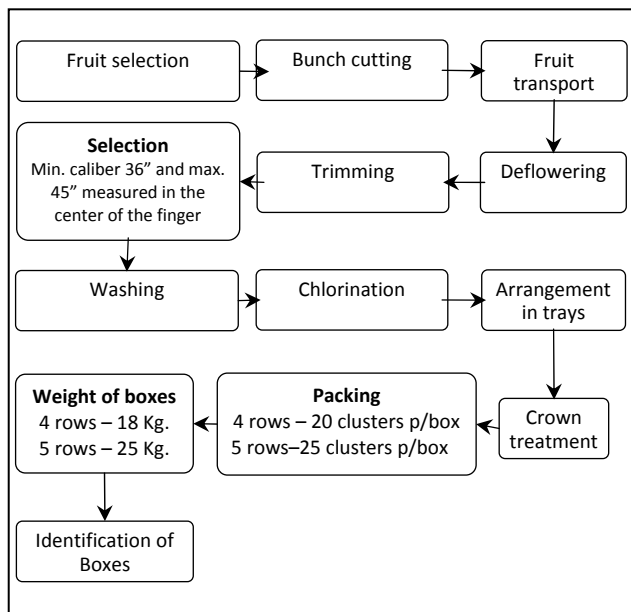 Fruit selection
Bunch cutting
Fruit
transport
Deflowering
Trimming
Selection
Min. caliber 36” and max.
45” measured in the
center of the finger
Washing
Chlorination
Arrangement
in trays
Crown
treatment
Packing
4 rows – 20 clusters p/box
5 rows–25 clusters p/box
Weight of boxes
4 rows – 18 Kg.
5 rows – 25 Kg.
Identification of
Boxes